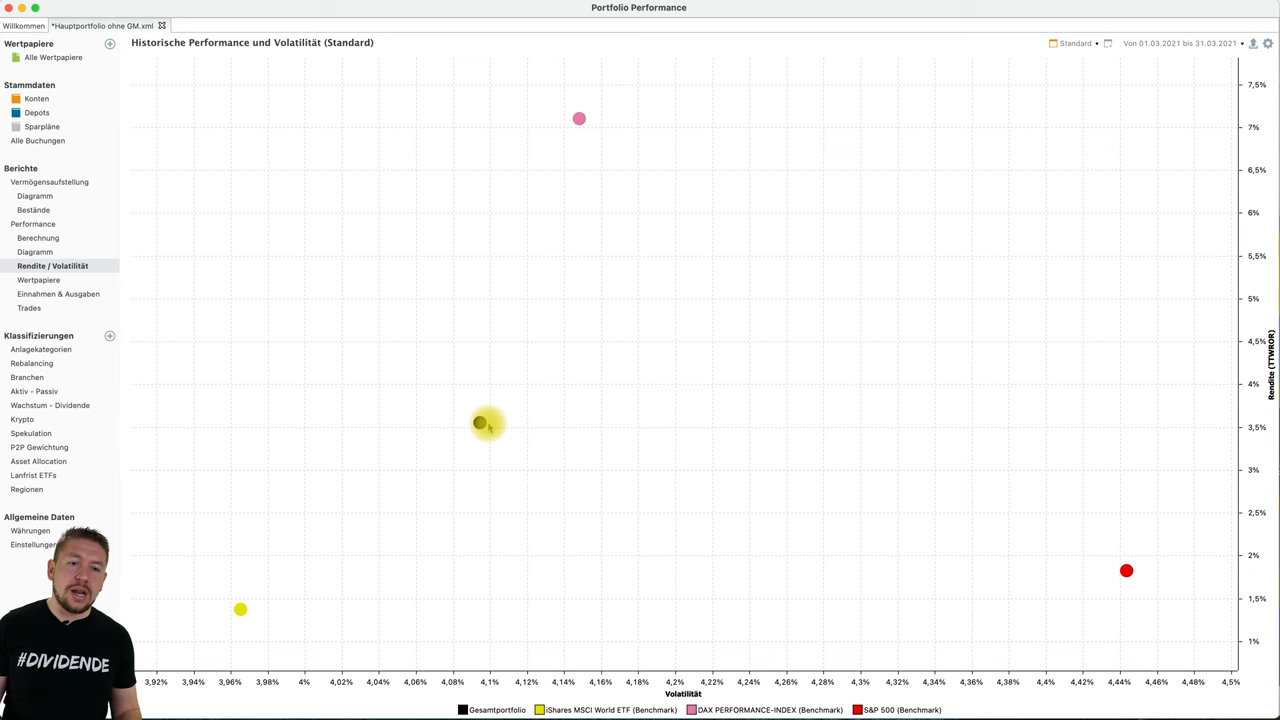 Portfolio Performance
Willkommen
*Hauptportfolio ohne GM.xml
Wertpapiere
Alle Wertpapiere
Stammdaten
Konten
Depots
Sparpläne
Alle Buchungen
Berichte
Vermögensaufstellung
Diagramm
Bestände
Performance
Berechnung
Diagramm
Rendite / Volatilität
Wertpapiere
Einnahmen & Ausgaben
Trades
Klassifizierungen
Anlagekategorien
Rebalancing
Branchen
Aktiv - Passiv
Wachstum - Dividende
Krypto
Spekulation
P2P Gewichtung
Asset Allocation
Lanfrist ETFs
Regionen
Allgemeine Daten
Währungen
Einstellungen
#DIVIDENDE
Historische Performance und Volatilität (Standard)
Standard
Von 01.03.2021 bis 31.03.2021
7,5%
7%
6,5%
6%
5,5%
5%
4,5%
4%
3,5%
3%
2,5%
2%
1,5%
1%
Rendite (TTWROR)
3,92% 3,94% 3,96% 3,98% 4% 4,02% 4,04% 4,06% 4,08% 4,1% 4,12% 4,14% 4,16% 4,18% 4,2% 4,22% 4,24% 4,26% 4,28% 4,3% 4,32% 4,34% 4,36% 4,38% 4,4% 4,42% 4,44% 4,46% 4,48% 4,5%
Volatilität
Gesamtportfolio iShares MSCI World ETF (Benchmark) DAX PERFORMANCE-INDEX (Benchmark) S&P 500 (Benchmark)